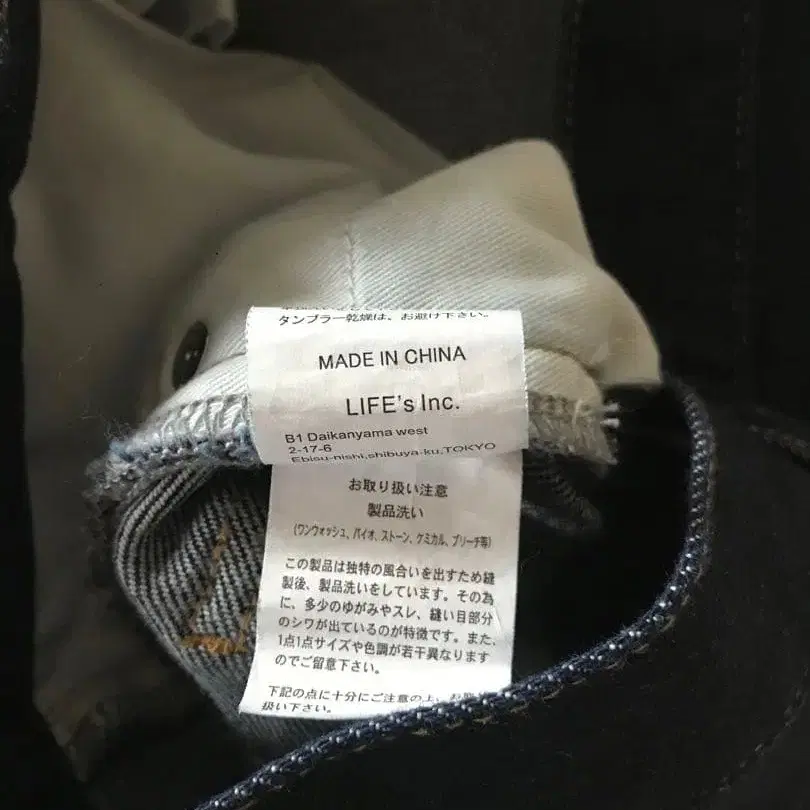 タンブラー乾燥は、お避け下さい。
MADE IN CHINA
LIFE's Inc.
B1 Daikanyama west
2-17-6
Ebisu-nishi,shibuya-ku,TOKYO
お取り扱い注意
製品洗い
(ワンウォッシュ、バイオ、ストーン、ケミカル、ブリーチ等)
この製品は独特の風合いを出すため縫
製後、製品洗いをしています。その為
に、多少のゆがみやスレ、縫い目部分
のシワが出ているのが特徴です。また、
1点1点サイズや色調が若干異なります
のでご留意下さい。
下記の点に十分にご注意の上、お取
扱い下さい。